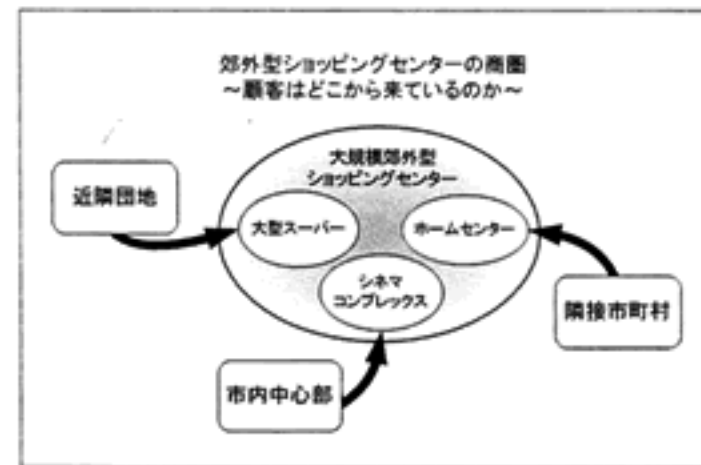 郊外型ショッピングセンターの商圏
～顧客はどこから来ているのか～
大規模郊外型
ショッピングセンター
近隣団地
大型スーパー
ホームセンター
シネマ
コンプレックス
隣接市町村
市内中心部